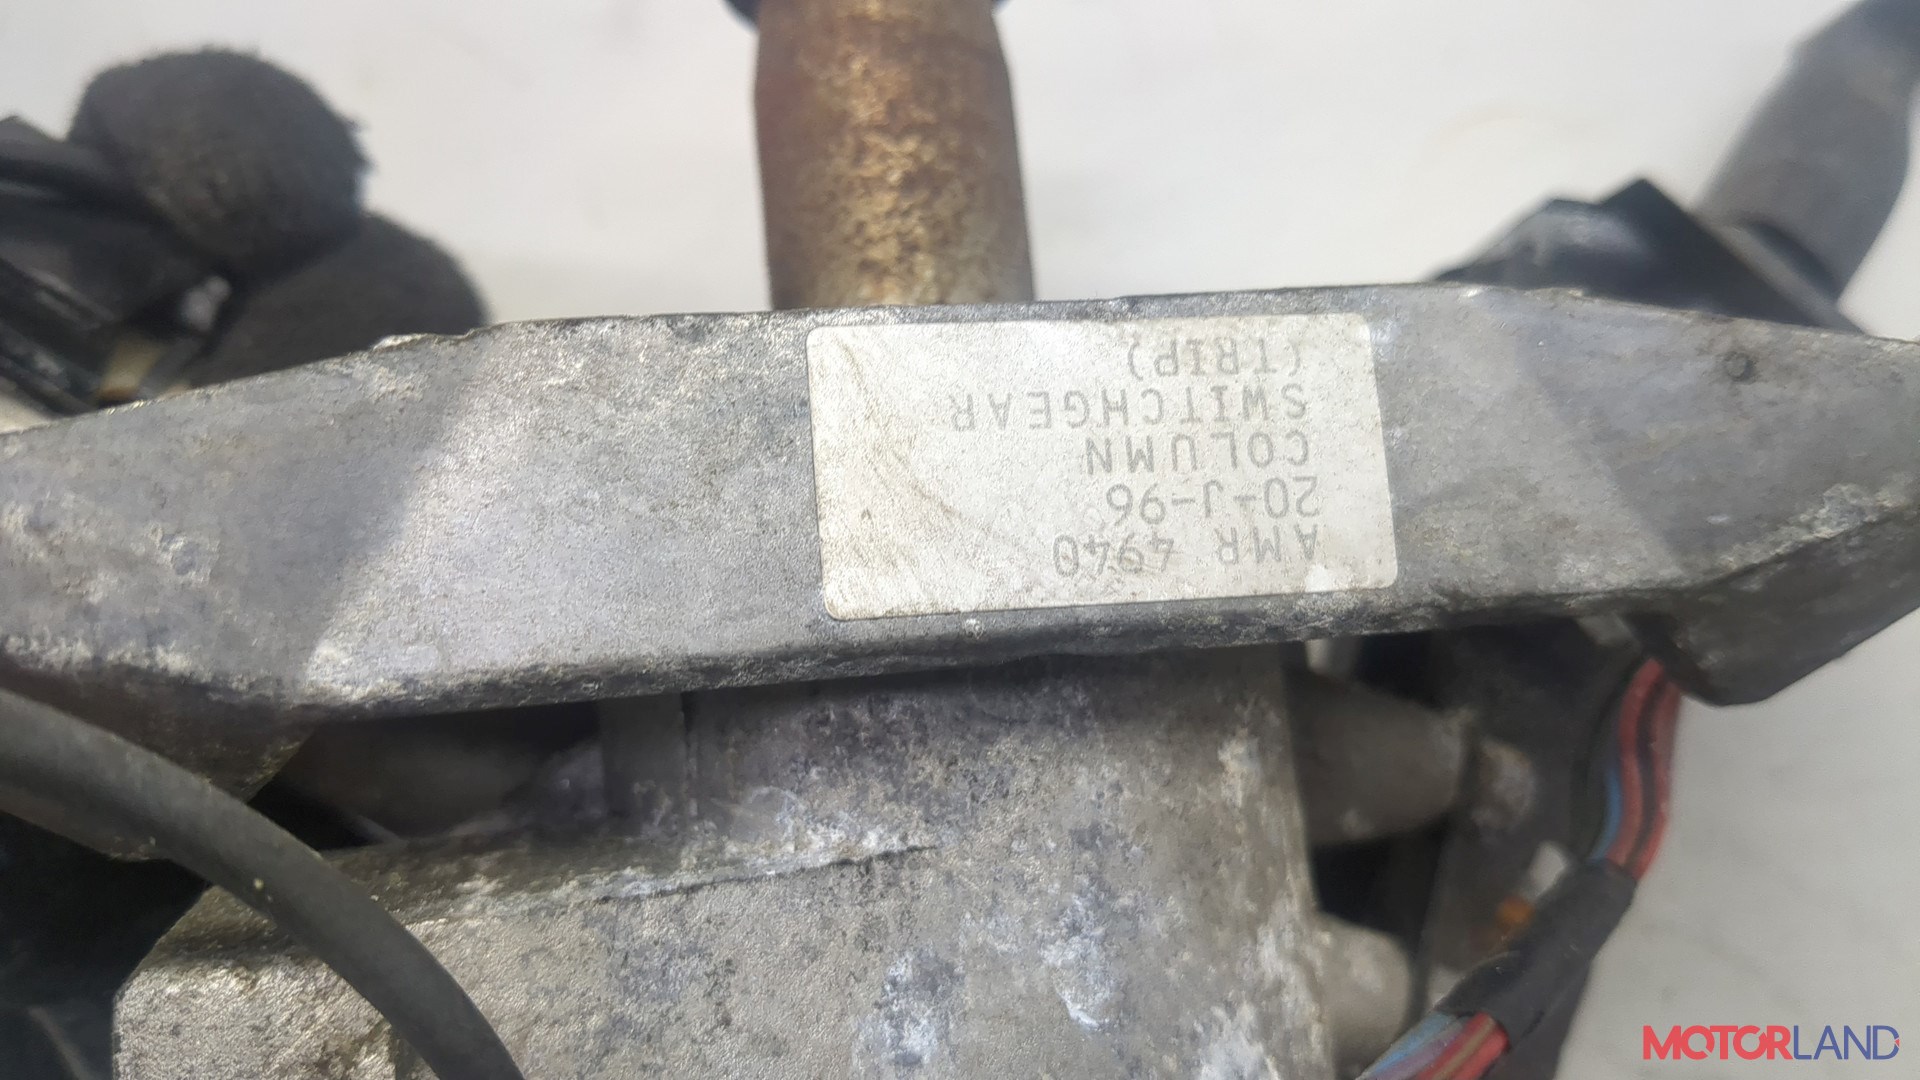 AMR 4940
20-J-96
COLUMN
SWITCHGEAR
(TRIP)
MOTORLAND